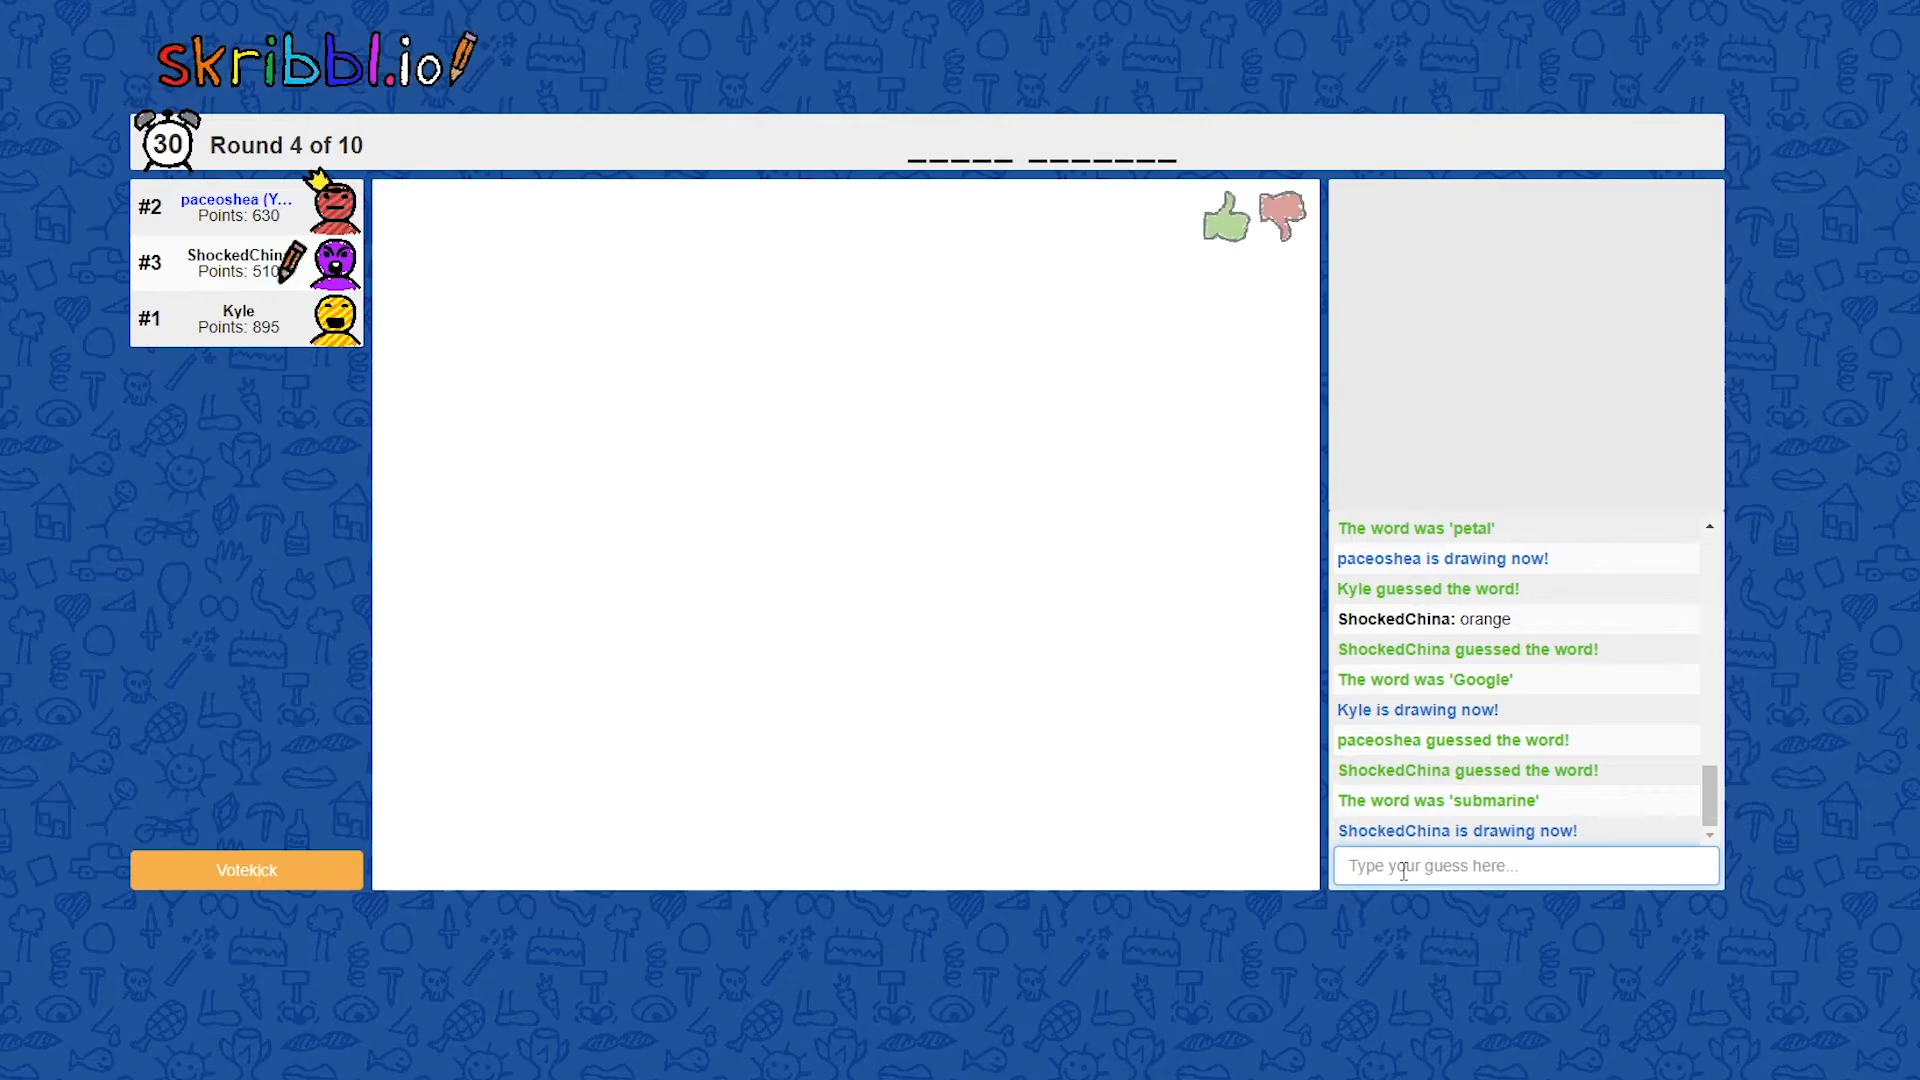 skribbl.io
30
Round 4 of 10
_____ _______
#2
paceoshea (Y...
Points: 630
#3
ShockedChin
Points: 510
#1
Kyle
Points: 895
The word was 'petal'
paceoshea is drawing now!
Kyle guessed the word!
ShockedChina: orange
ShockedChina guessed the word!
The word was 'Google'
Kyle is drawing now!
paceoshea guessed the word!
ShockedChina guessed the word!
The word was 'submarine'
ShockedChina is drawing now!
Type your guess here...
Votekick